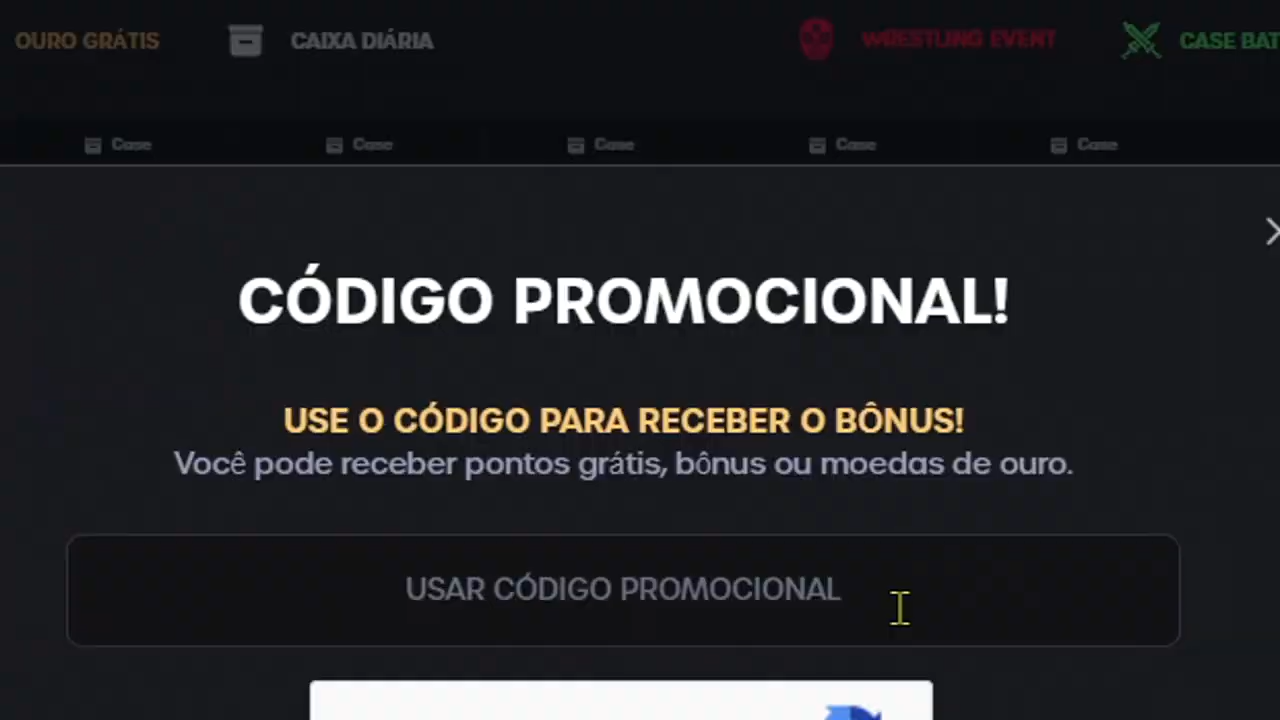 OURO GRÁTIS
CAIXA DIÁRIA
WRESTLING EVENT
CASE BAT
Case
Case
Case
Case
Case
CÓDIGO PROMOCIONAL!
USE O CÓDIGO PARA RECEBER O BÔNUS!
Você pode receber pontos grátis, bônus ou moedas de ouro.
USAR CÓDIGO PROMOCIONAL